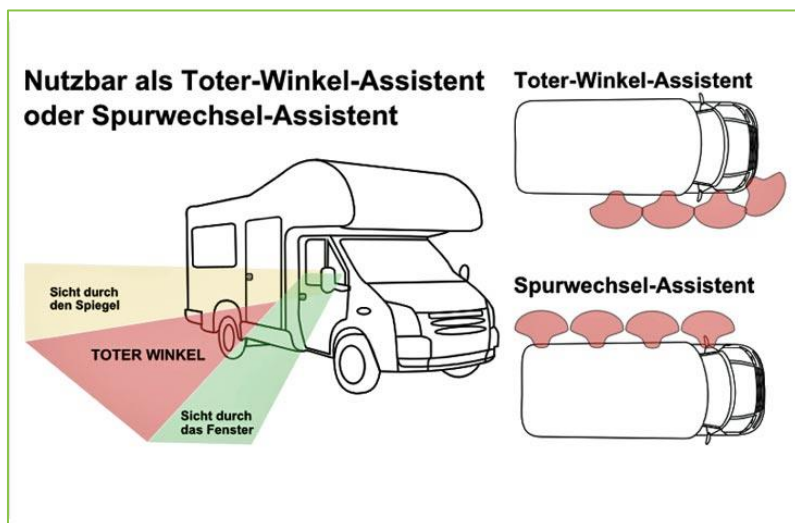 Nutzbar als Toter-Winkel-Assistent
oder Spurwechsel-Assistent
Sicht durch
den Spiegel
TOTER WINKEL
Sicht durch
das Fenster
Toter-Winkel-Assistent
Spurwechsel-Assistent